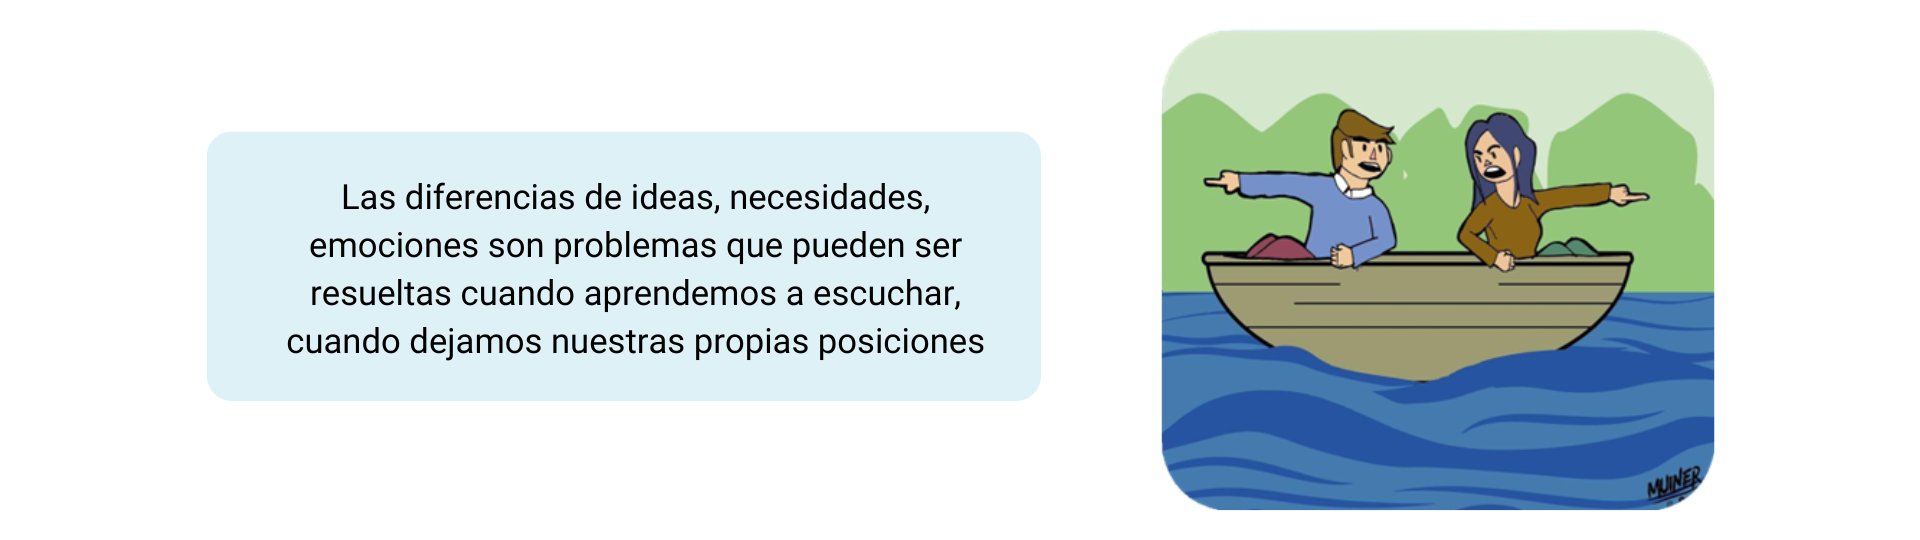 Las diferencias de ideas, necesidades,
emociones son problemas que pueden ser
resueltas cuando aprendemos a escuchar,
cuando dejamos nuestras propias posiciones
MUINER